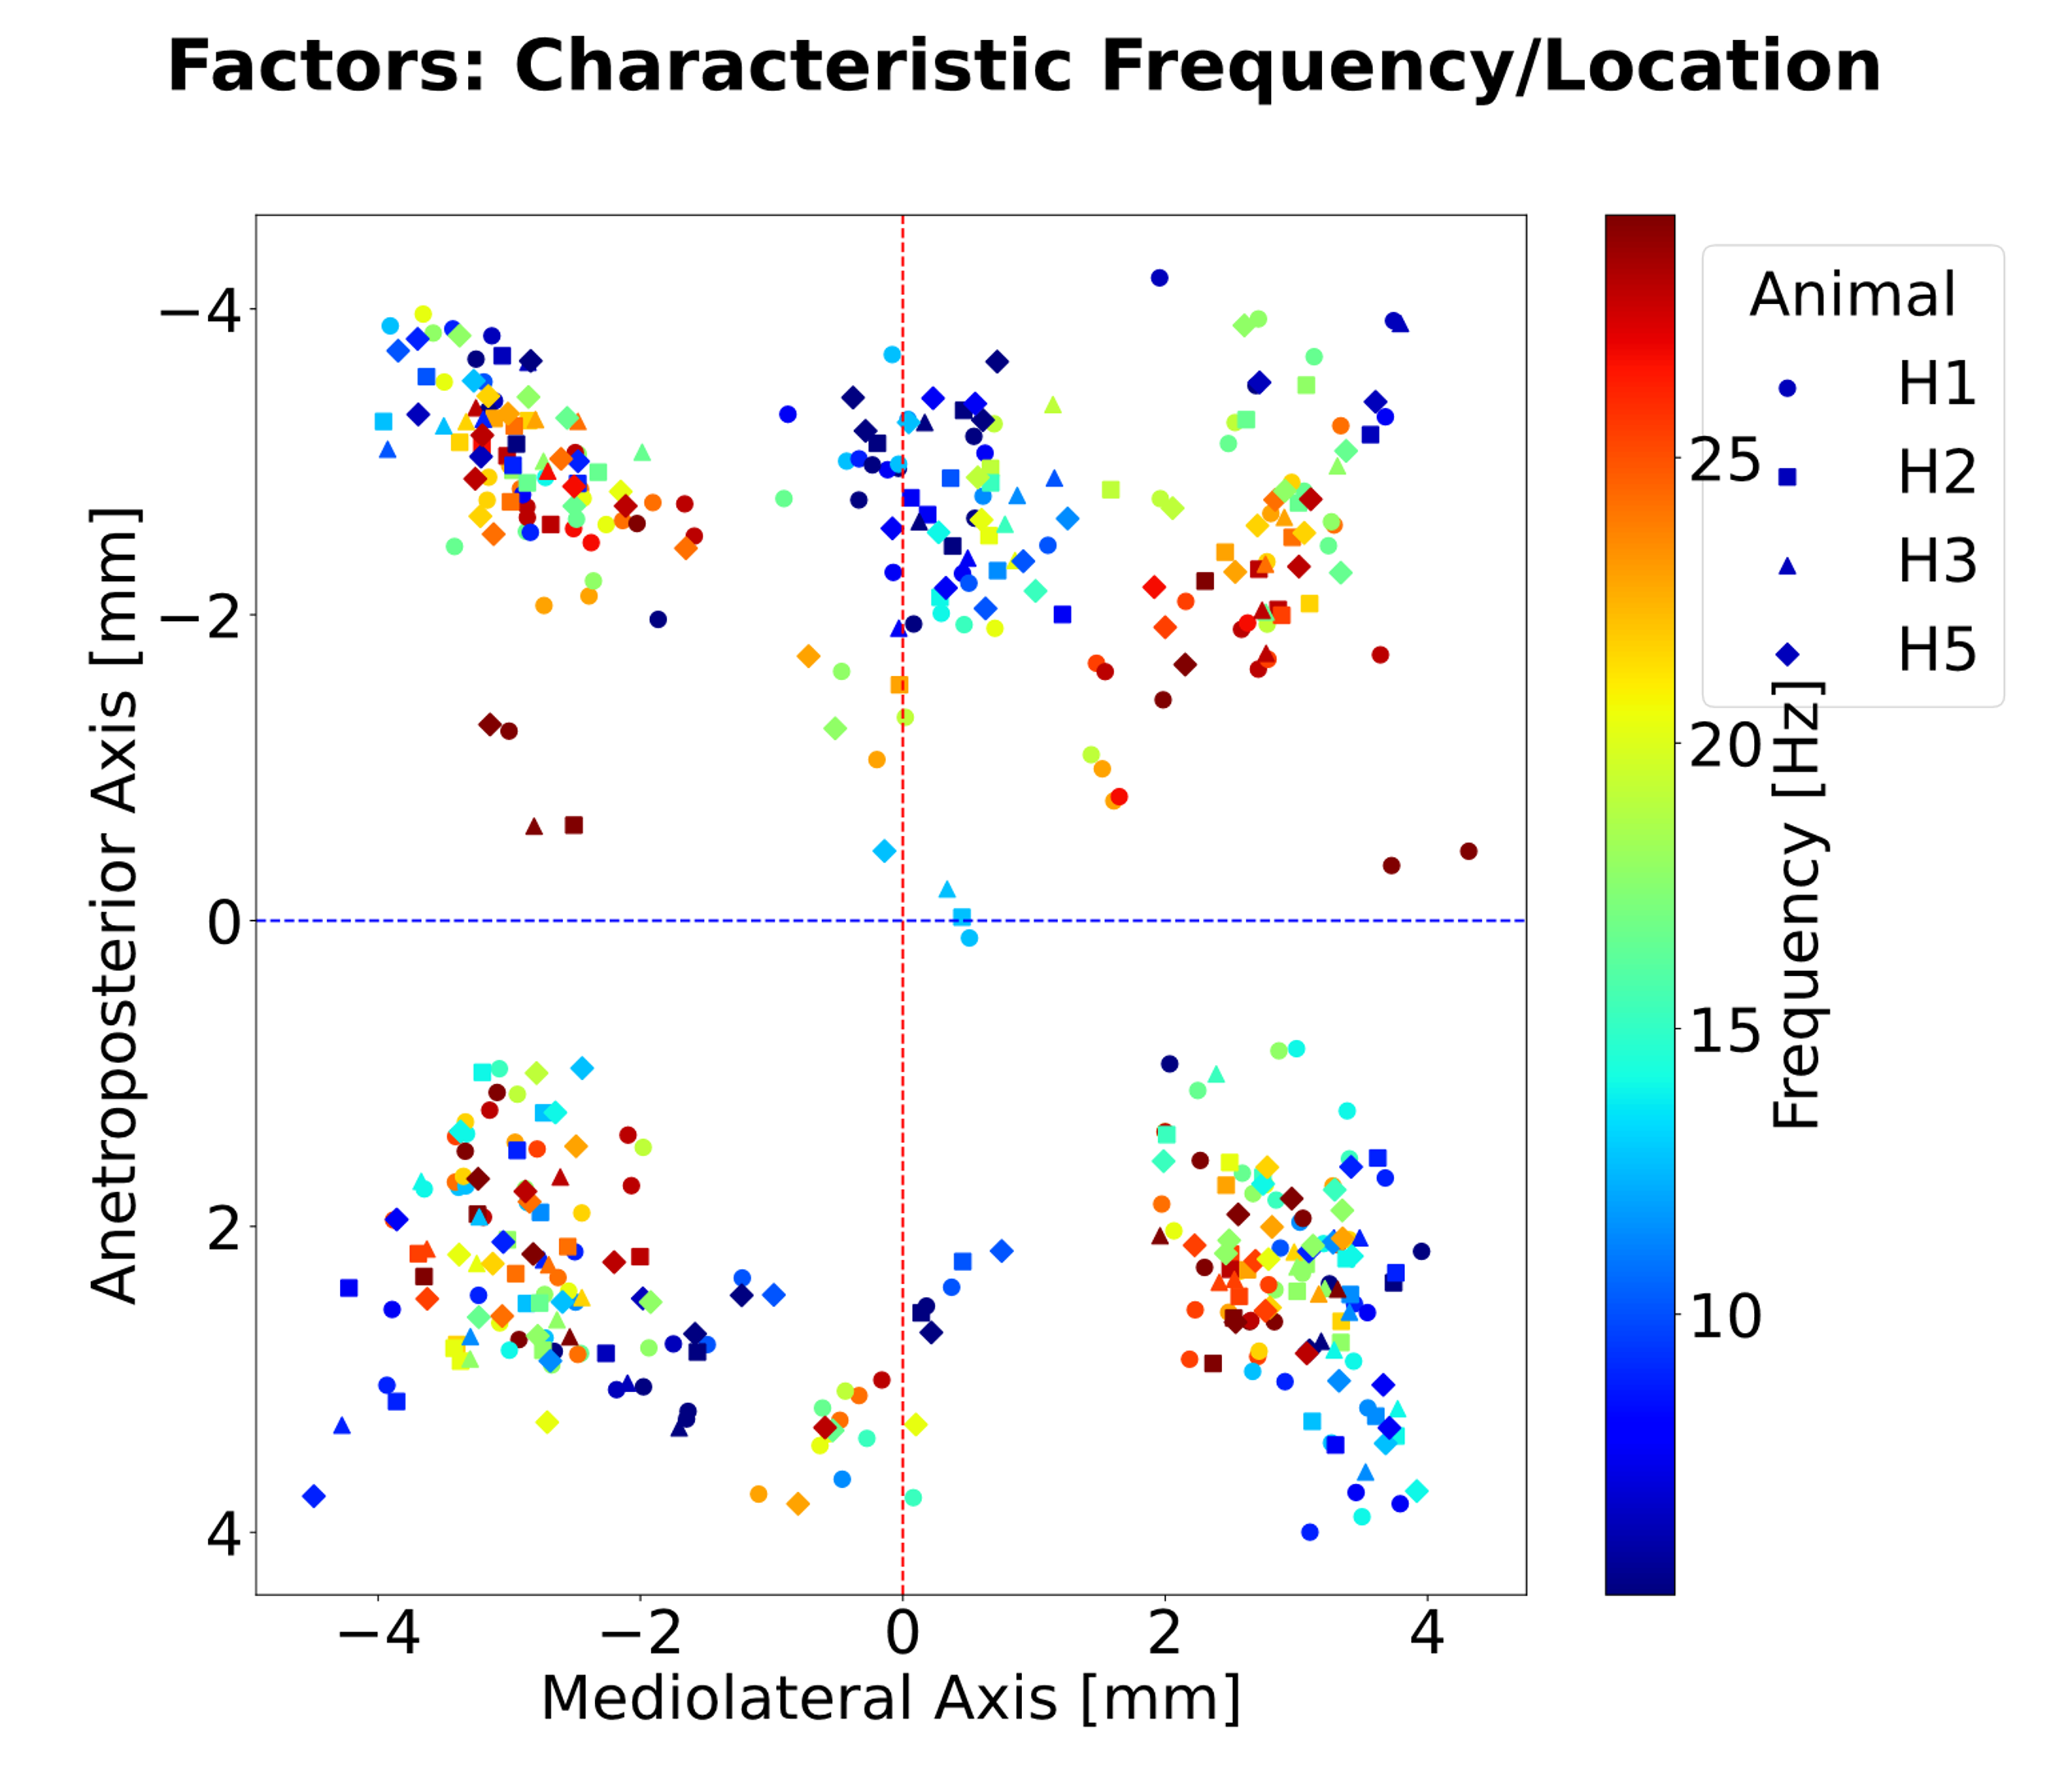 Factors: Characteristic Frequency/Location
Anetroposterior Axis [mm]
−4
−2
0
2
4
−4
−2
0
2
4
Mediolateral Axis [mm]
25
20
15
10
Frequency [Hz]
Animal
H1
H2
H3
H5